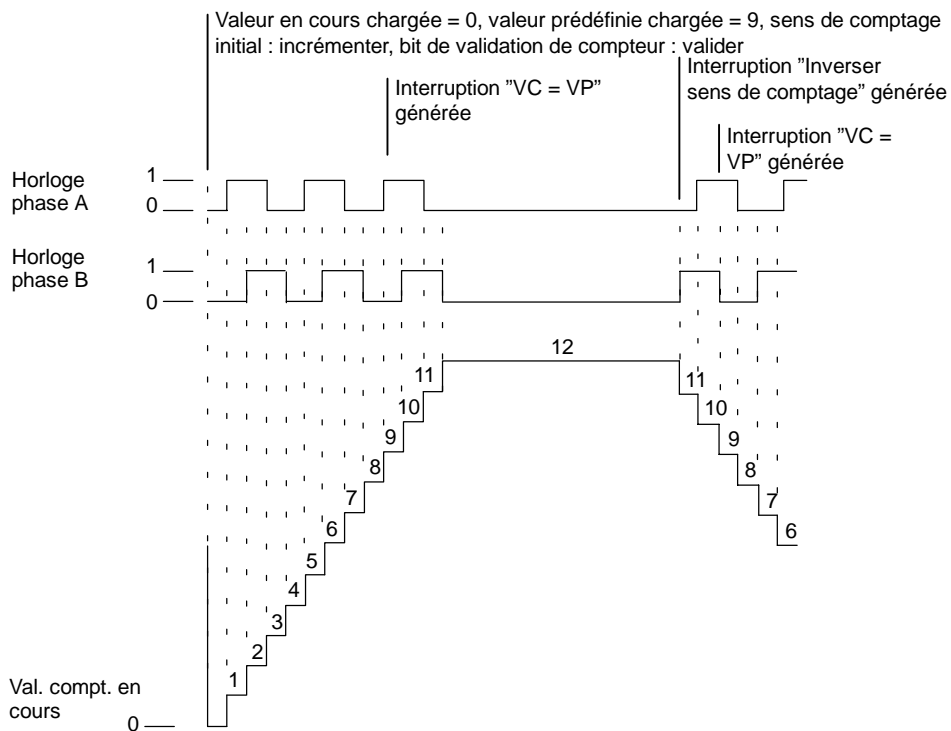 Valeur en cours chargée = 0, valeur prédéfinie chargée = 9, sens de comptage
initial : incrémenter, bit de validation de compteur : valider
Interruption ”VC = VP”
générée
Interruption ”Inverser
sens de comptage” générée
Interruption ”VC =
VP” générée
Horloge
phase A
1
0
Horloge
phase B
1
0
12
11
10
9
8
7
6
5
4
3
2
1
11
10
9
8
7
6
Val. compt. en
cours
0